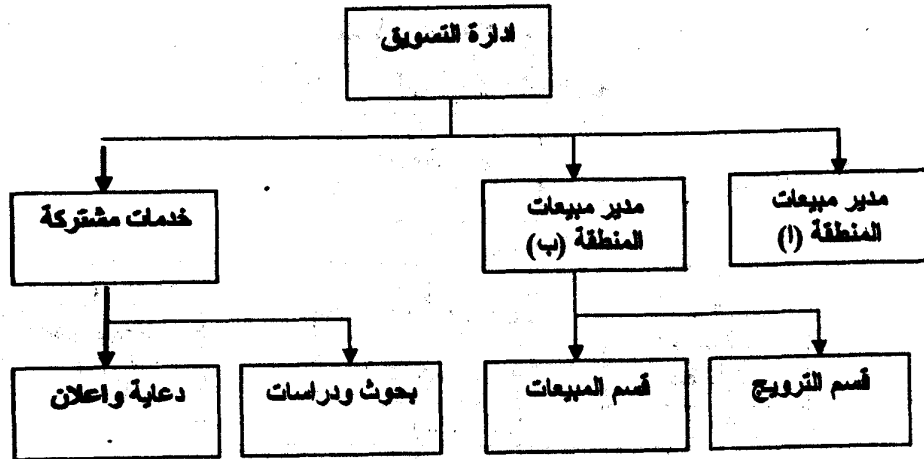 ادارة التسويق
مدير مبيعات
المنطقة (ا)
مدير مبيعات
المنطقة (ب)
خدمات مشتركة
قسم الترويج
قسم المبيعات
بحوث ودراسات
دعاية واعلان